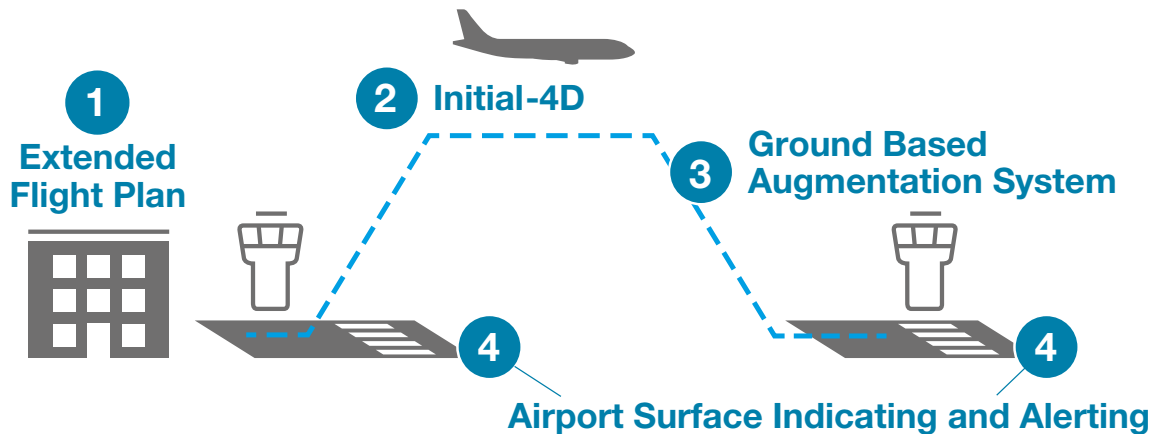 1
Extended
Flight Plan
2
Initial-4D
3
Ground Based
Augmentation System
4
4
Airport Surface Indicating and Alerting